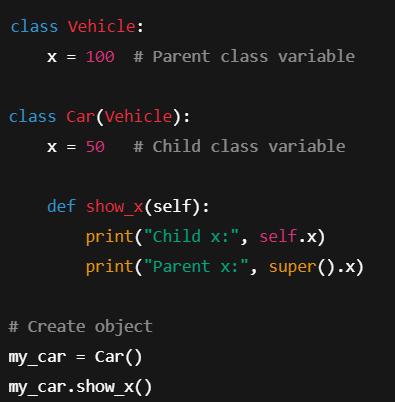 class Vehicle:
    x = 100  # Parent class variable

class Car(Vehicle):
    x = 50   # Child class variable

    def show_x(self):
        print("Child x:", self.x)
        print("Parent x:", super().x)

# Create object
my_car = Car()
my_car.show_x()